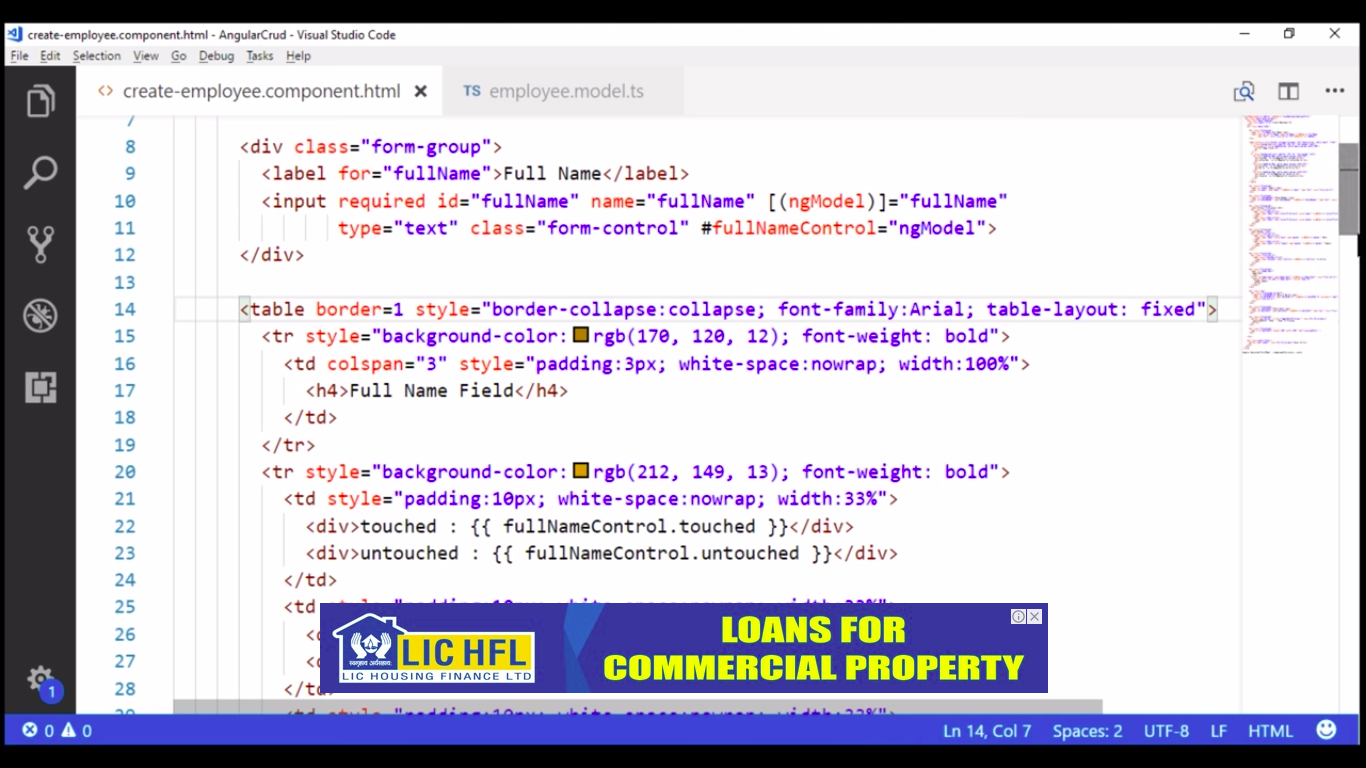 create-employee.component.html - AngularCrud - Visual Studio Code
File Edit Selection View Go Debug Tasks Help
<> create-employee.component.html TS employee.model.ts
7
8 <div class="form-group">
9 <label for="fullName">Full Name</label>
10 <input required id="fullName" name="fullName" [(ngModel)]="fullName"
11 type="text" class="form-control" #fullNameControl="ngModel">
12 </div>
13
14 <table border=1 style="border-collapse:collapse; font-family:Arial; table-layout: fixed">
15 <tr style="background-color:rgb(170, 120, 12); font-weight: bold">
16 <td colspan="3" style="padding:3px; white-space:nowrap; width:100%">
17 <h4>Full Name Field</h4>
18 </td>
19 </tr>
20 <tr style="background-color:rgb(212, 149, 13); font-weight: bold">
21 <td style="padding:10px; white-space:nowrap; width:33%">
22 <div>touched : {{ fullNameControl.touched }}</div>
23 <div>untouched : {{ fullNameControl.untouched }}</div>
24 </td>
25 <td style="padding:10px; white-space:nowrap; width:33%">
26 <
27 <
28 </td
29 <td style="padding:10px; white-space:nowrap; width:33%">
LIC HFL
LIC HOUSING FINANCE LTD
LOANS FOR
COMMERCIAL PROPERTY
1
0 0 Ln 14, Col 7 Spaces: 2 UTF-8 LF HTML